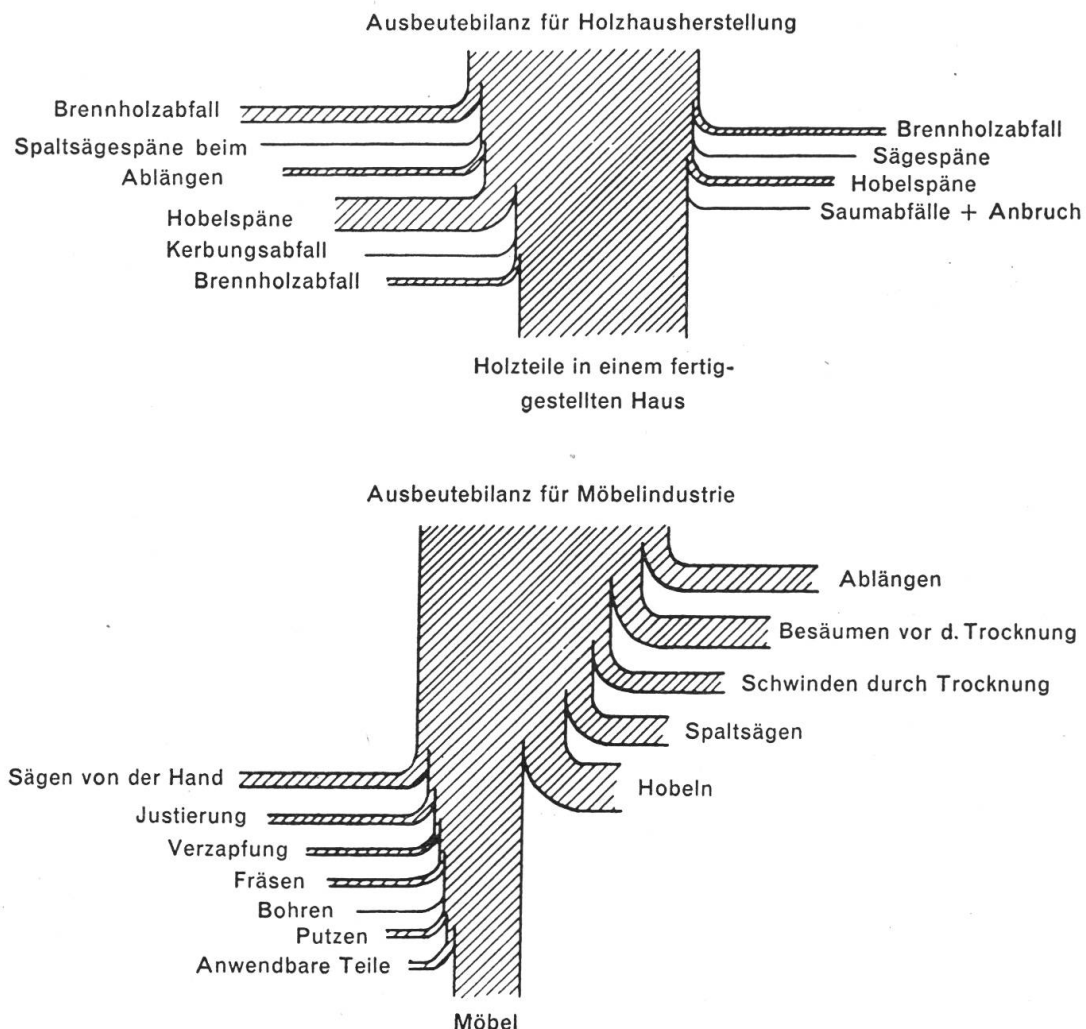 Ausbeutebilanz für Holzhausherstellung
Brennholzabfall
Spaltsägespäne beim
Ablängen
Hobelspäne
Kerbungsabfall
Brennholzabfall
Brennholzabfall
Sägespäne
Hobelspäne
Saumabfälle + Anbruch
Holzteile in einem fertig-
gestellten Haus
Ausbeutebilanz für Möbelindustrie
Ablängen
Besäumen vor d. Trocknung
Schwinden durch Trocknung
Spaltsägen
Hobeln
Sägen von der Hand
Justierung
Verzapfung
Fräsen
Bohren
Putzen
Anwendbare Teile
Möbel